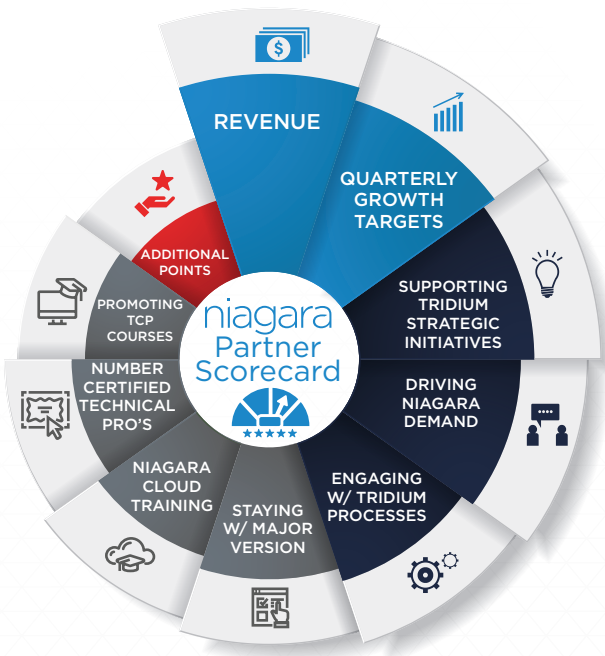 $
REVENUE
QUARTERLY
GROWTH
TARGETS
SUPPORTING
TRIDIUM
STRATEGIC
INITIATIVES
DRIVING
NIAGARA
DEMAND
ENGAGING
W/ TRIDIUM
PROCESSES
STAYING
W/ MAJOR
VERSION
NIAGARA
CLOUD
TRAINING
NUMBER
CERTIFIED
TECHNICAL
PRO'S
PROMOTING
TCP
COURSES
ADDITIONAL
POINTS
niagara
Partner
Scorecard